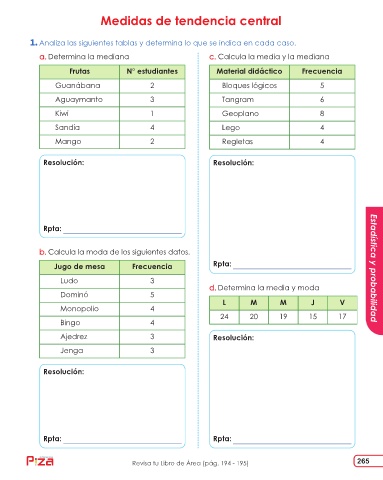 Medidas de tendencia central
1. Analiza las siguientes tablas y determina lo que se indica en cada caso.
a. Determina la mediana
Frutas N° estudiantes
Guanábana 2
Aguaymanto 3
Kiwi 1
Sandía 4
Mango 2
Resolución:
Rpta:
b. Calcula la moda de los siguientes datos.
Jugo de mesa Frecuencia
Ludo 3
Dominó 5
Monopolio 4
Bingo 4
Ajedrez 3
Jenga 3
Resolución:
Rpta:
c. Calcula la media y la mediana
Material didáctico Frecuencia
Bloques lógicos 5
Tangram 6
Geoplano 8
Lego 4
Regletas 4
Resolución:
Rpta:
d. Determina la media y moda
L M M J V
24 20 19 15 17
Resolución:
Rpta:
Estadística y probabilidad
Revisa tu Libro de Área (pág. 194 - 195)
265